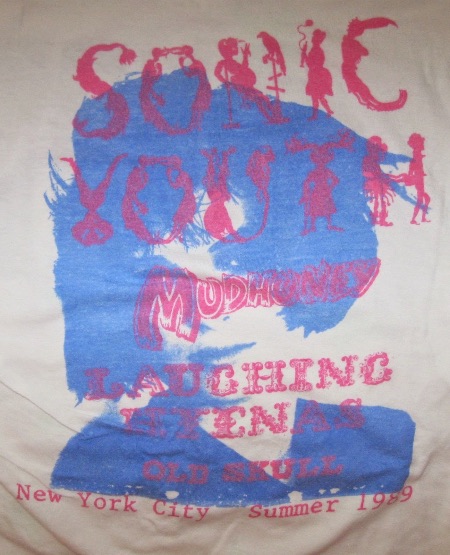 SONIC
YOUTH
MUDHONEY
LAUGHING
HYENAS
OLD SKULL
New York City Summer 1989